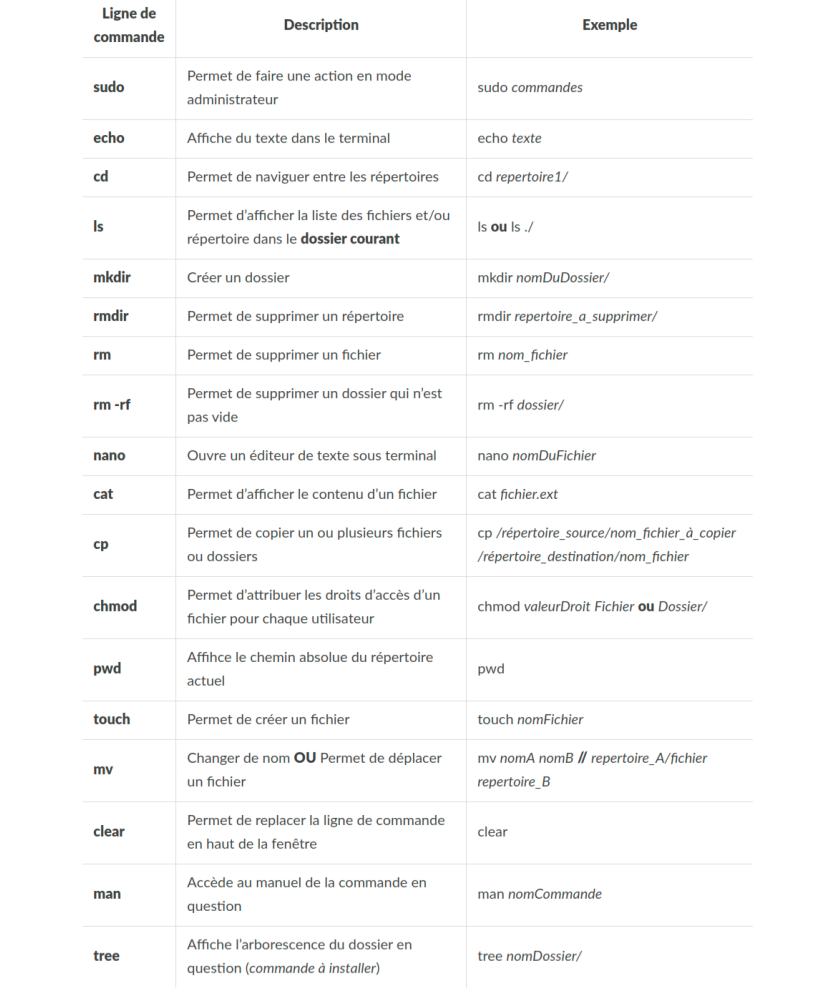 Ligne de
commande
Description
Exemple
sudo
Permet de faire une action en mode
administrateur
sudo commandes
echo
Affiche du texte dans le terminal
echo texte
cd
Permet de naviguer entre les répertoires
cd repertoire1/
ls
Permet d'afficher la liste des fichiers et/ou
répertoire dans le dossier courant
ls ou ls ./
mkdir
Créer un dossier
mkdir nomDuDossier/
rmdir
Permet de supprimer un répertoire
rmdir repertoire_a_supprimer/
rm
Permet de supprimer un fichier
rm nom_fichier
rm -rf
Permet de supprimer un dossier qui n'est
pas vide
rm -rf dossier/
nano
Ouvre un éditeur de texte sous terminal
nano nomDuFichier
cat
Permet d'afficher le contenu d'un fichier
cat fichier.ext
cp
Permet de copier un ou plusieurs fichiers
ou dossiers
cp /répertoire_source/nom_fichier_à_copier
/répertoire_destination/nom_fichier
chmod
Permet d'attribuer les droits d'accès d'un
fichier pour chaque utilisateur
chmod valeurDroit Fichier ou Dossier/
pwd
Affihce le chemin absolue du répertoire
actuel
pwd
touch
Permet de créer un fichier
touch nomFichier
mv
Changer de nom OU Permet de déplacer
un fichier
mv nomA nomB // repertoire_A/fichier
repertoire_B
clear
Permet de replacer la ligne de commande
en haut de la fenêtre
clear
man
Accède au manuel de la commande en
question
man nomCommande
tree
Affiche l'arborescence du dossier en
question (commande à installer)
tree nomDossier/